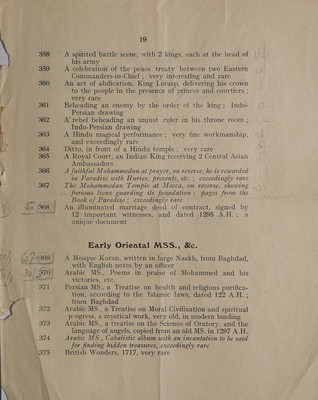 19
358 A spirited battle scene, with 2 kings, each at the head of
his army
359 A celebration of the peace treaty between two Eastern
Commanders-in-Chief ; very interesting and rare
360 An act of abdication, King Lorasp, delivering his crown
to the people in the presence of princes and courtiers ;
very rare
361 Beheading an enemy by the order of the king ; Indo-
Persian drawing
362 A rebel beheading an unjust ruler in his throne room ;
Indo-Persian drawing
363 A Hindu magical performance ; very fine workmanship,
and exceedingly rare
364 Ditto, in front of a Hindu temple ; very rare
365 A Royal Court, an Indian King receiving 2 Central Asian
Ambassadors
366 A faithful Mohammedan at prayer, on reverse, he is rewarded
in Paradise with Huries, presents, etc. ; exceedingly rare
367 The Mohammedan Temple at Mecca, on reverse, showing
ferocious lions guarding its foundation ; pages from the
Book of Paradise ; exceedingly rare
368 An illuminated marriage deed of contract, signed by
12 important witnesses, and dated 1295 A.H. ; a
unique document
Early Oriental MSS., &c.
369 A Mosque Koran, written in large Naskh, from Baghdad,
with English notes by an officer
370 Arabic MS., Poems in praise of Mohammed and his
victories, etc.
371 Persian MS., a Treatise on health and religious purifica-
tion, according to the Islamic laws, dated 122 A.H. ;
from Baghdad
372 Arabic MS., a Treatise on Moral Civilization and spiritual
progress, a mystical work, very old, in modern binding
373 Arabic MS., a treatise on the Science of Oratory, and the
language of angels, copied from an old MS. in 1297 A.H.
374 Arabic MS., Cabalistic album with an incantation to be said
for finding hidden treasures, exceedingly rare
375 British Wonders, 1717, very rare